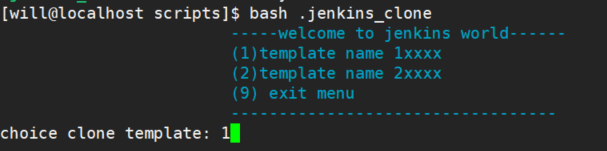 [will@localhost scripts]$ bash .jenkins_clone
-----welcome to jenkins world------
(1)template name 1xxxx
(2)template name 2xxxx
(9) exit menu
-----------------------------------
choice clone template: 1